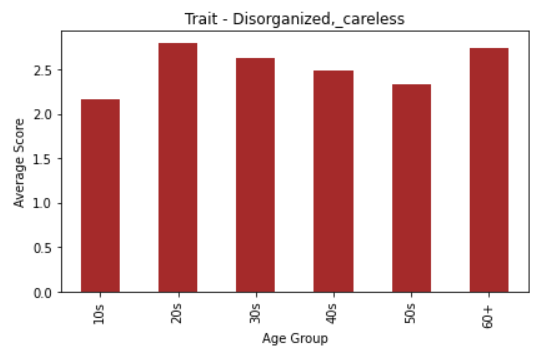 Trait - Disorganized,_careless
Average Score
2.5
2.0
1.5
1.0
0.5
0.0
10s
20s
30s
40s
50s
60+
Age Group